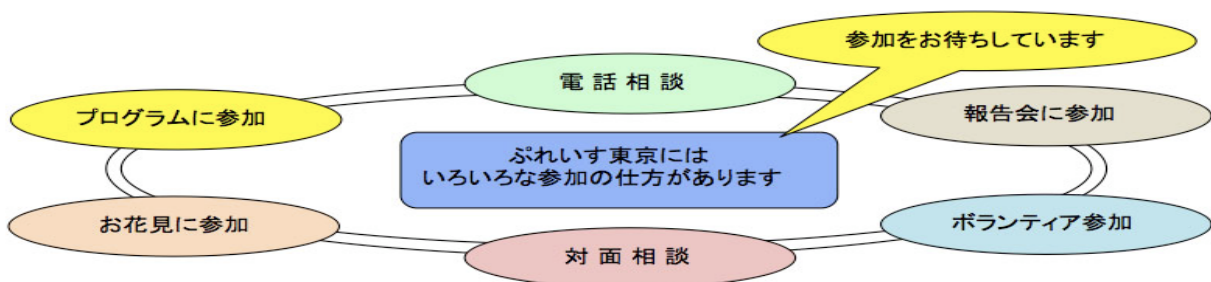 参加をお待ちしています
電話相談
プログラムに参加
報告会に参加
ぷれいす東京には
いろいろな参加の仕方があります
お花見に参加
ボランティア参加
対面相談